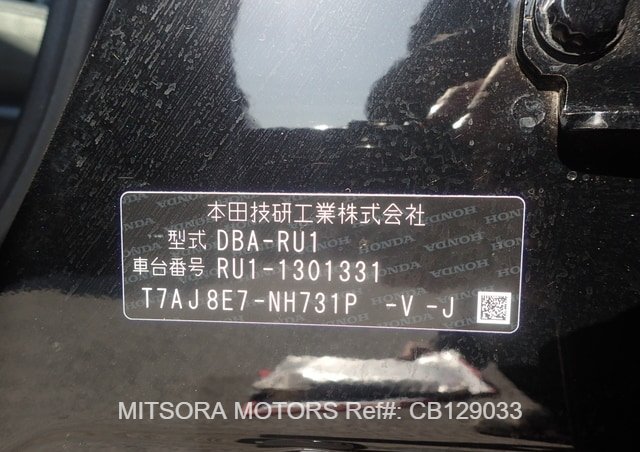 本田技研工業株式会社
型式 DBA-RU1
車台番号 RU1-1301331
T7AJ8E7-NH731P -V -J
MITSORA MOTORS Ref#: CB129033